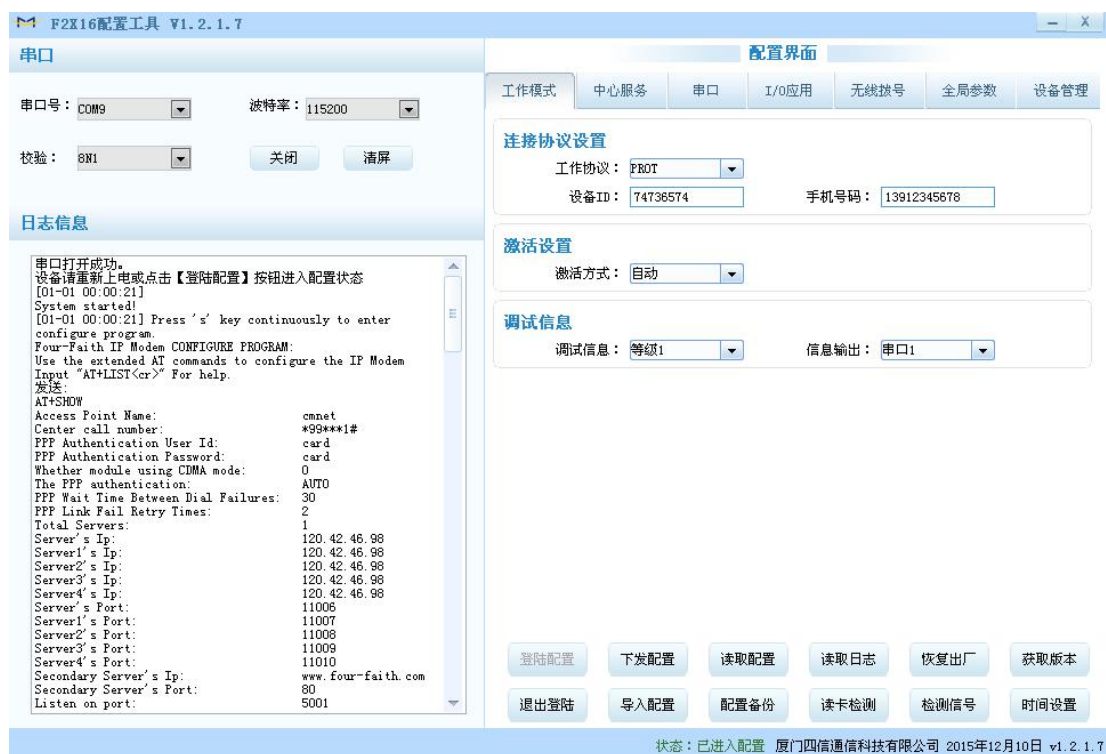 F2X16配置工具 V1.2.1.7
串口
串口号： COM9 波特率： 115200
校验： 8N1 关闭 清屏
日志信息
串口打开成功。
设备请重新上电或点击【登陆配置】按钮进入配置状态
[01-01 00:00:21]
System started!
[01-01 00:00:21] Press 's' key continuously to enter
configure program.
Four-Faith IP Modem CONFIGURE PROGRAM:
Use the extended AT commands to configure the IP Modem
Input "AT+LIST<cr>" For help.
发送:
AT+SHOW
Access Point Name: cmnet
Center call number: *99***1#
PPP Authentication User Id: card
PPP Authentication Password: card
Whether module using CDMA mode: 0
The PPP authentication: AUTO
PPP Wait Time Between Dial Failures: 30
PPP Link Fail Retry Times: 2
Total Servers: 1
Server's Ip: 120.42.46.98
Server1's Ip: 120.42.46.98
Server2's Ip: 120.42.46.98
Server3's Ip: 120.42.46.98
Server4's Ip: 120.42.46.98
Server's Port: 11006
Server1's Port: 11007
Server2's Port: 11008
Server3's Port: 11009
Server4's Port: 11010
Secondary Server's Ip: www.four-faith.com
Secondary Server's Port: 80
Listen on port: 5001
配置界面
工作模式 中心服务 串口 I/O应用 无线拨号 全局参数 设备管理
连接协议设置
工作协议： PROT
设备ID： 74736574 手机号码： 13912345678
激活设置
激活方式： 自动
调试信息
调试信息： 等级1 信息输出： 串口1
登陆配置 下发配置 读取配置 读取日志 恢复出厂 获取版本
退出登陆 导入配置 配置备份 读卡检测 检测信号 时间设置
状态：已进入配置 厦门四信通信科技有限公司 2015年12月10日 v1.2.1.7